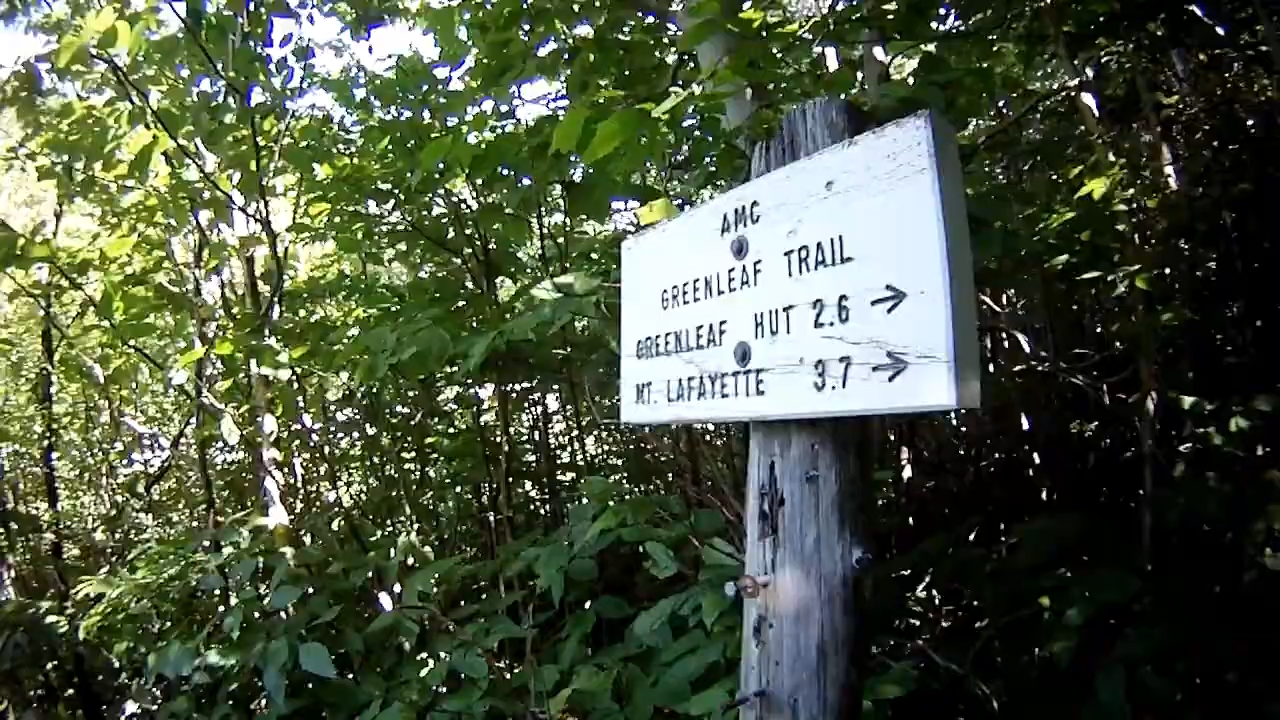 AMC
GREENLEAF TRAIL
GREENLEAF HUT 2.6 →
MT. LAFAYETTE 3.7 →